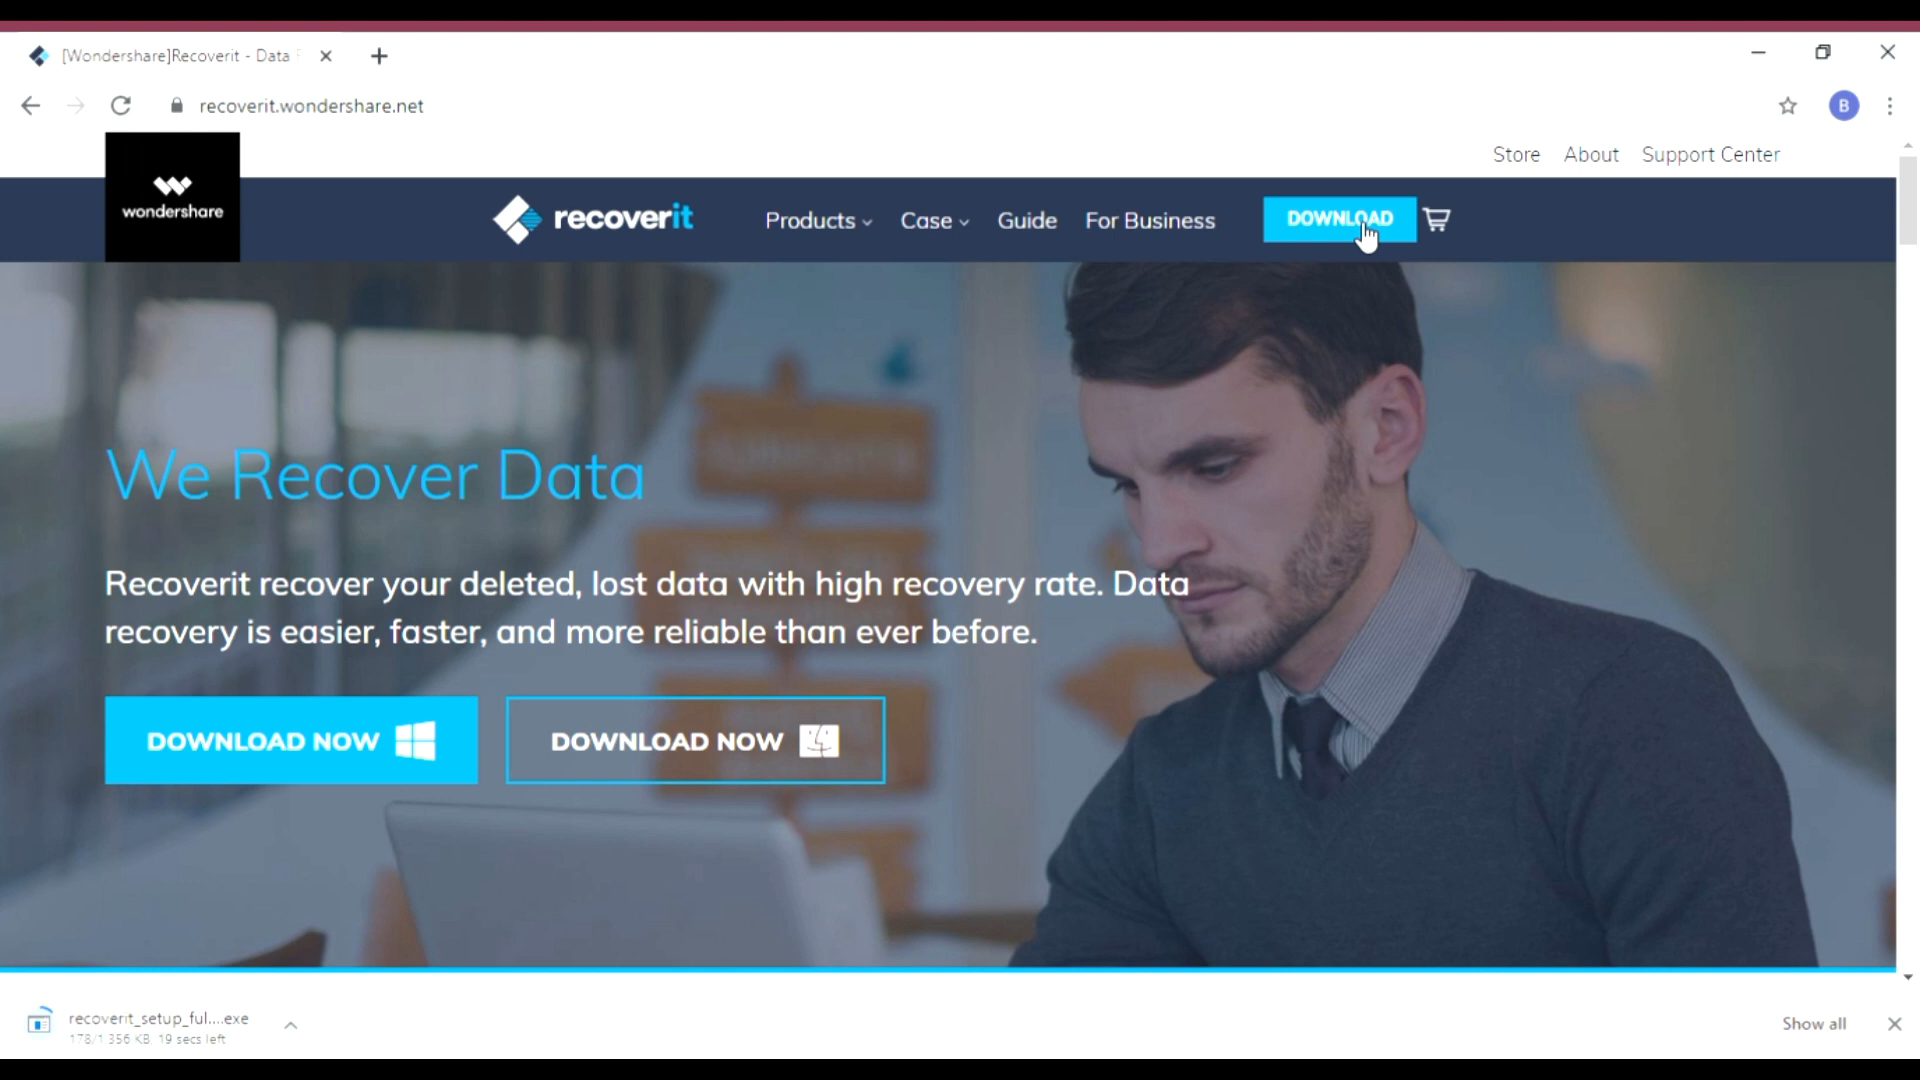 [Wondershare]Recoverit - Data
recoverit.wondershare.net
B
Store About Support Center
wondershare
recoverit
Products Case Guide For Business DOWNLOAD
We Recover Data
Recoverit recover your deleted, lost data with high recovery rate. Data
recovery is easier, faster, and more reliable than ever before.
DOWNLOAD NOW DOWNLOAD NOW
recoverit_setup_ful....exe
178/1 356 KB, 19 secs left
Show all